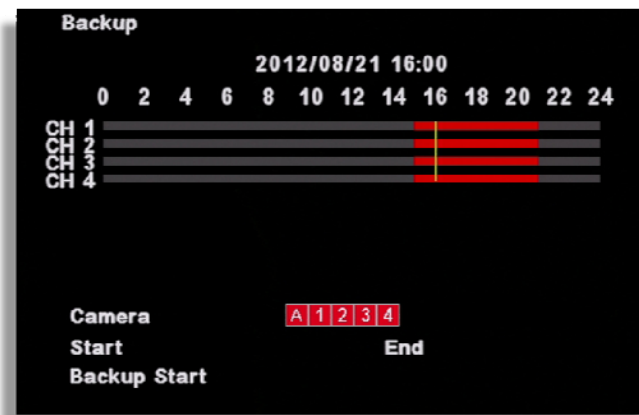 Backup
2012/08/21 16:00
0 2 4 6 8 10 12 14 16 18 20 22 24
CH 1
CH 2
CH 3
CH 4
Camera A 1 2 3 4
Start End
Backup Start